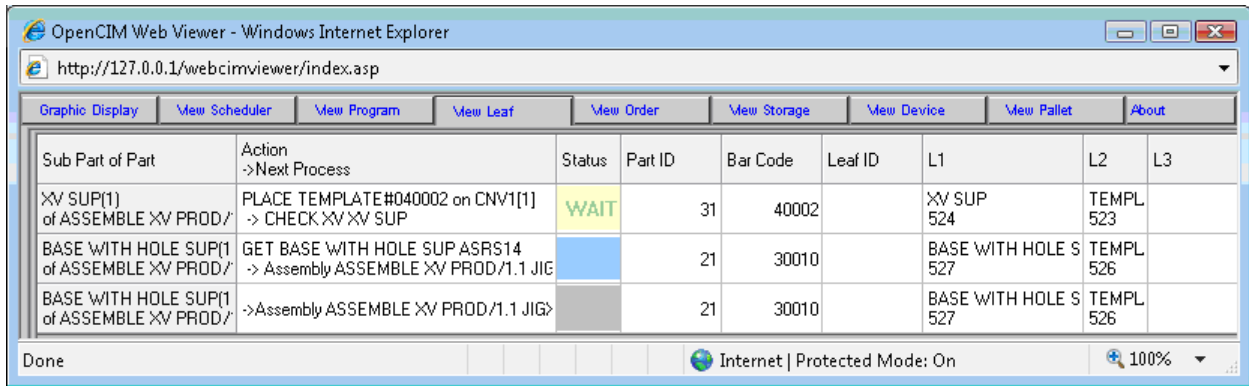 OpenCIM Web Viewer - Windows Internet Explorer
http://127.0.0.1/webcimviewer/index.asp
Graphic Display View Scheduler View Program View Leaf View Order View Storage View Device View Pallet About
Sub Part of Part Action ->Next Process Status Part ID Bar Code Leaf ID L1 L2 L3
XV SUP(1) PLACE TEMPLATE#040002 on CNV1[1] WAIT 31 40002 XV SUP TEMPL
of ASSEMBLE XV PROD/ -> CHECK XV XV SUP 524 523
BASE WITH HOLE SUP(1 GET BASE WITH HOLE SUP ASRS14 21 30010 BASE WITH HOLE S TEMPL
of ASSEMBLE XV PROD/ -> Assembly ASSEMBLE XV PROD/1.1 JIG 527 526
BASE WITH HOLE SUP(1 ->Assembly ASSEMBLE XV PROD/1.1 JIG> 21 30010 BASE WITH HOLE S TEMPL
of ASSEMBLE XV PROD/ 527 526
Done Internet | Protected Mode: On 100%